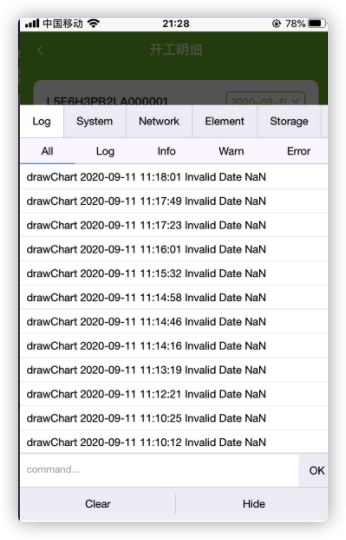 中国移动 21:28 78%
开工明细
L5E6H3PB2LA000001 2020-09-11
Log System Network Element Storage
All Log Info Warn Error
drawChart 2020-09-11 11:18:01 Invalid Date NaN
drawChart 2020-09-11 11:17:49 Invalid Date NaN
drawChart 2020-09-11 11:17:23 Invalid Date NaN
drawChart 2020-09-11 11:16:01 Invalid Date NaN
drawChart 2020-09-11 11:15:32 Invalid Date NaN
drawChart 2020-09-11 11:14:58 Invalid Date NaN
drawChart 2020-09-11 11:14:46 Invalid Date NaN
drawChart 2020-09-11 11:14:16 Invalid Date NaN
drawChart 2020-09-11 11:13:19 Invalid Date NaN
drawChart 2020-09-11 11:12:21 Invalid Date NaN
drawChart 2020-09-11 11:10:25 Invalid Date NaN
drawChart 2020-09-11 11:10:12 Invalid Date NaN
command... OK
Clear Hide